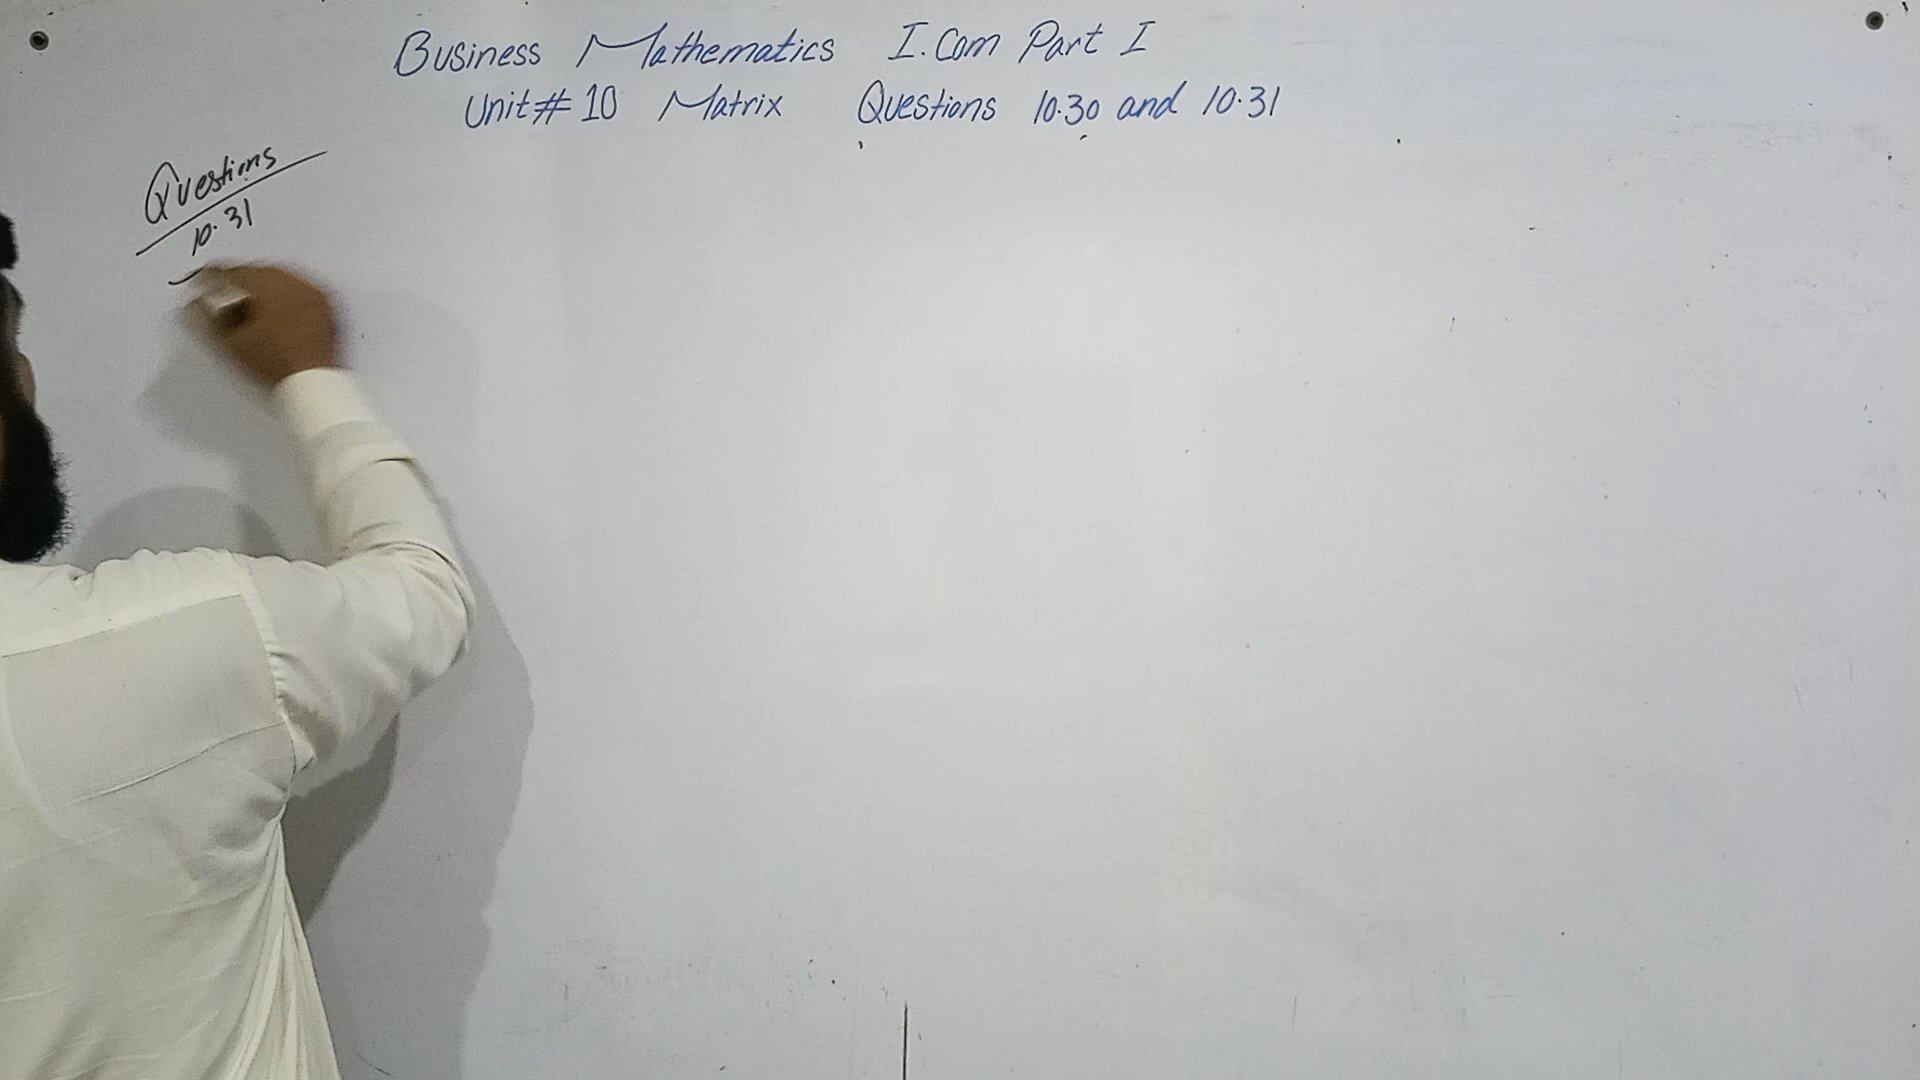 Business Mathematics I.Com Part I
Unit # 10 Matrix Questions 10.30 and 10.31
Questions
10.31